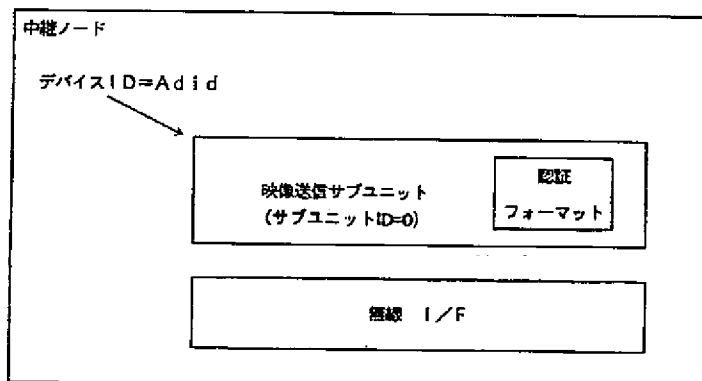 中継ノード
デバイスID=Adid
映像送信サブユニット
(サブユニットID=0)
認証
フォーマット
無線 I/F